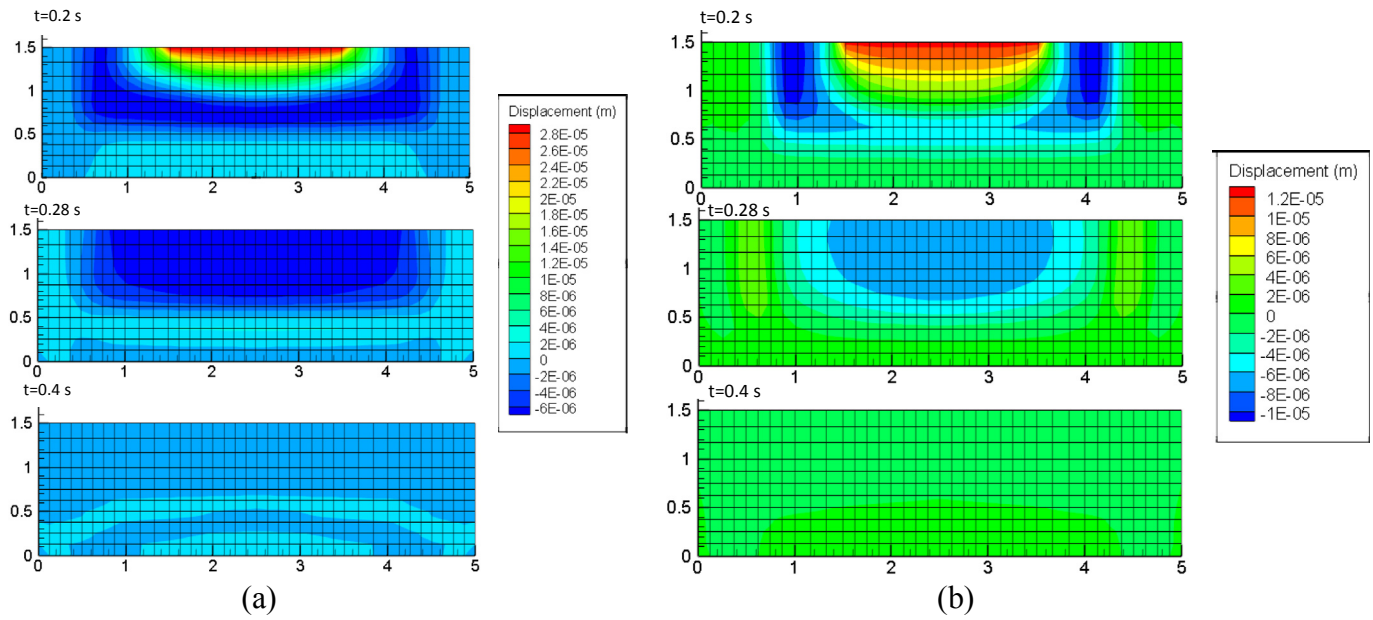 t=0.2 s
1.5
1
0.5
0
0 1 2 3 4 5
t=0.28 s
1.5
1
0.5
0
0 1 2 3 4 5
t=0.4 s
1.5
1
0.5
0
0 1 2 3 4 5
Displacement (m)
2.8E-05
2.6E-05
2.4E-05
2.2E-05
2E-05
1.8E-05
1.6E-05
1.4E-05
1.2E-05
1E-05
8E-06
6E-06
4E-06
2E-06
0
-2E-06
-4E-06
-6E-06
(a)
t=0.2 s
1.5
1
0.5
0
0 1 2 3 4 5
t=0.28 s
1.5
1
0.5
0
0 1 2 3 4 5
t=0.4 s
1.5
1
0.5
0
0 1 2 3 4 5
Displacement (m)
1.2E-05
1E-05
8E-06
6E-06
4E-06
2E-06
0
-2E-06
-4E-06
-6E-06
-8E-06
-1E-05
(b)